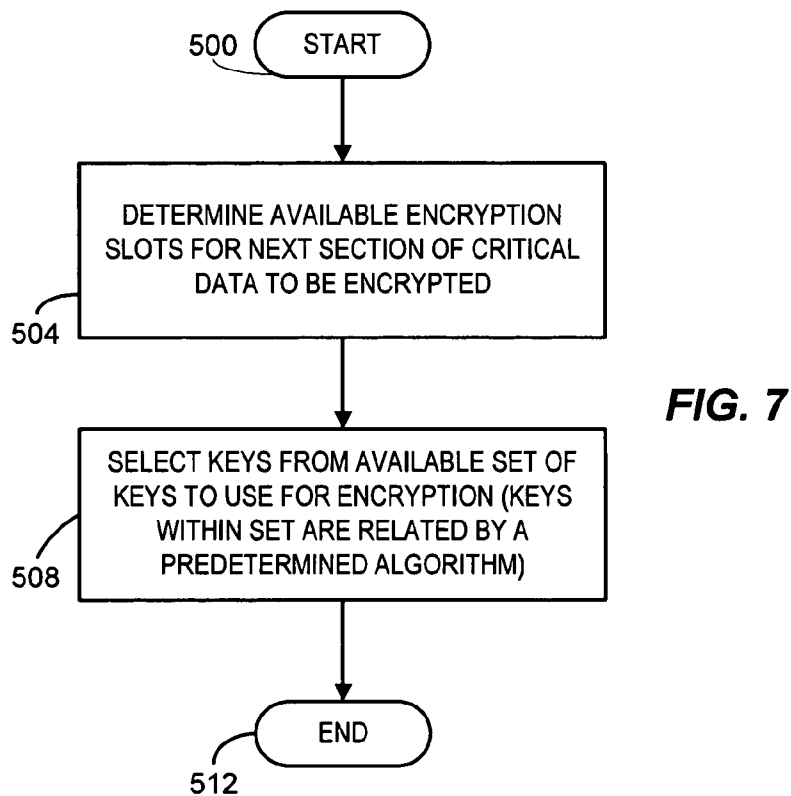 500
START
DETERMINE AVAILABLE ENCRYPTION
SLOTS FOR NEXT SECTION OF CRITICAL
DATA TO BE ENCRYPTED
504
FIG. 7
SELECT KEYS FROM AVAILABLE SET OF
KEYS TO USE FOR ENCRYPTION (KEYS
WITHIN SET ARE RELATED BY A
PREDETERMINED ALGORITHM)
508
END
512